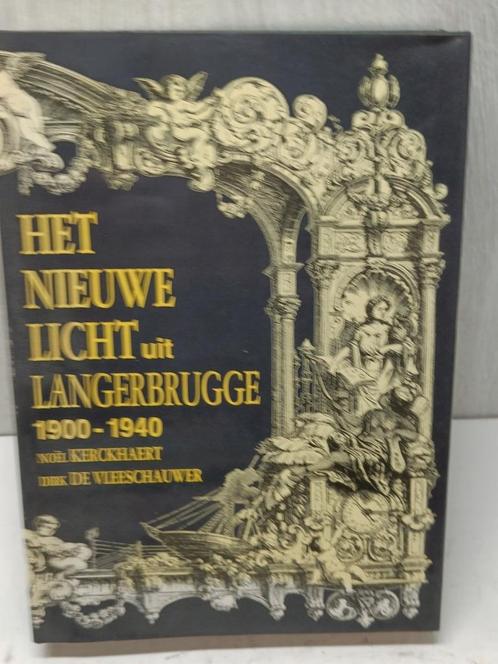 HET
NIEUWE
LICHT uit
LANGERBRUGGE
1900-1940
NOËL KERCKHAERT
DIRK DE VLEESCHAUWER